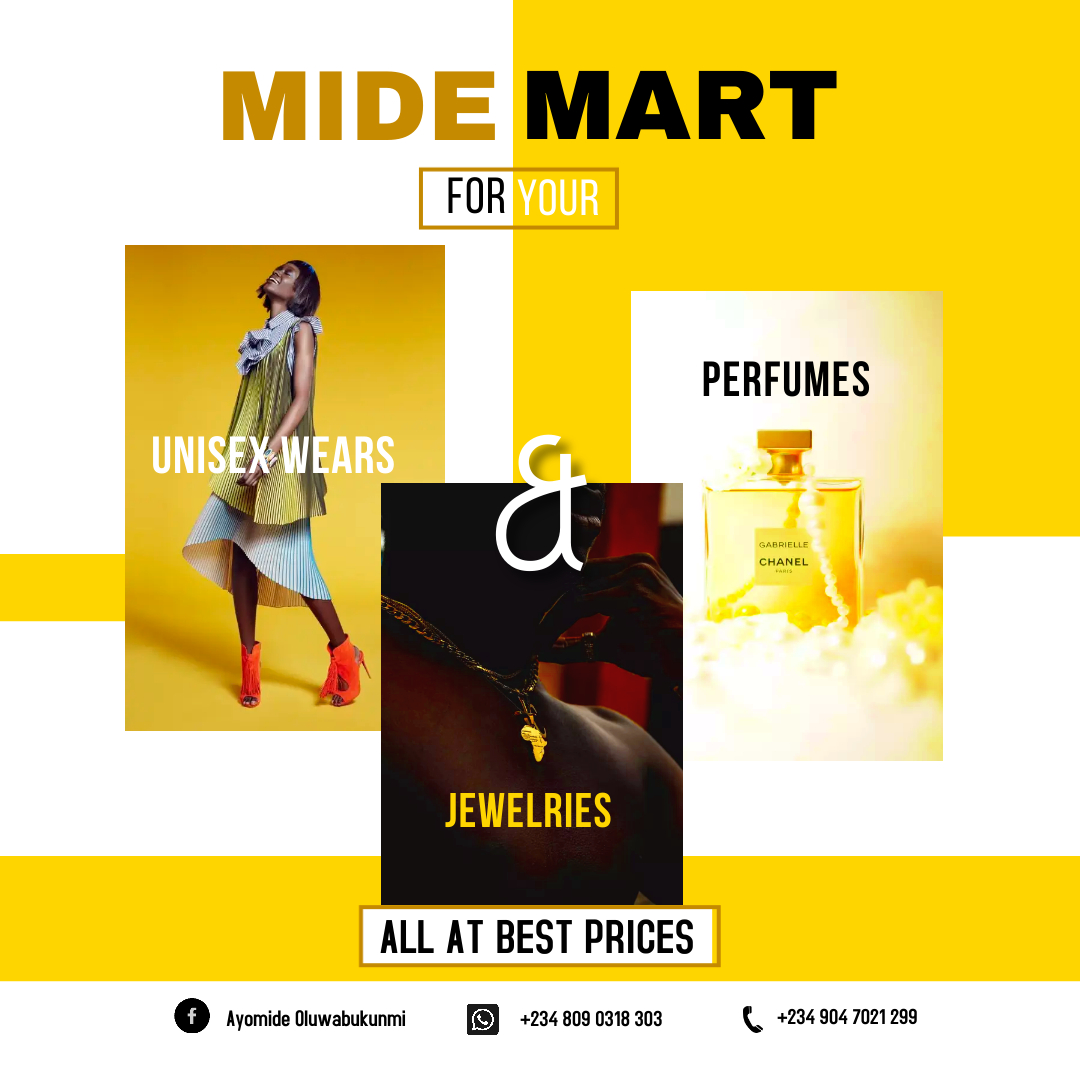 MIDE MART
FOR YOUR
UNISEX WEARS
PERFUMES
&
GABRIELLE
CHANEL
PARIS
JEWELRIES
ALL AT BEST PRICES
f
Ayomide Oluwabukunmi
+234 809 0318 303
+234 904 7021 299